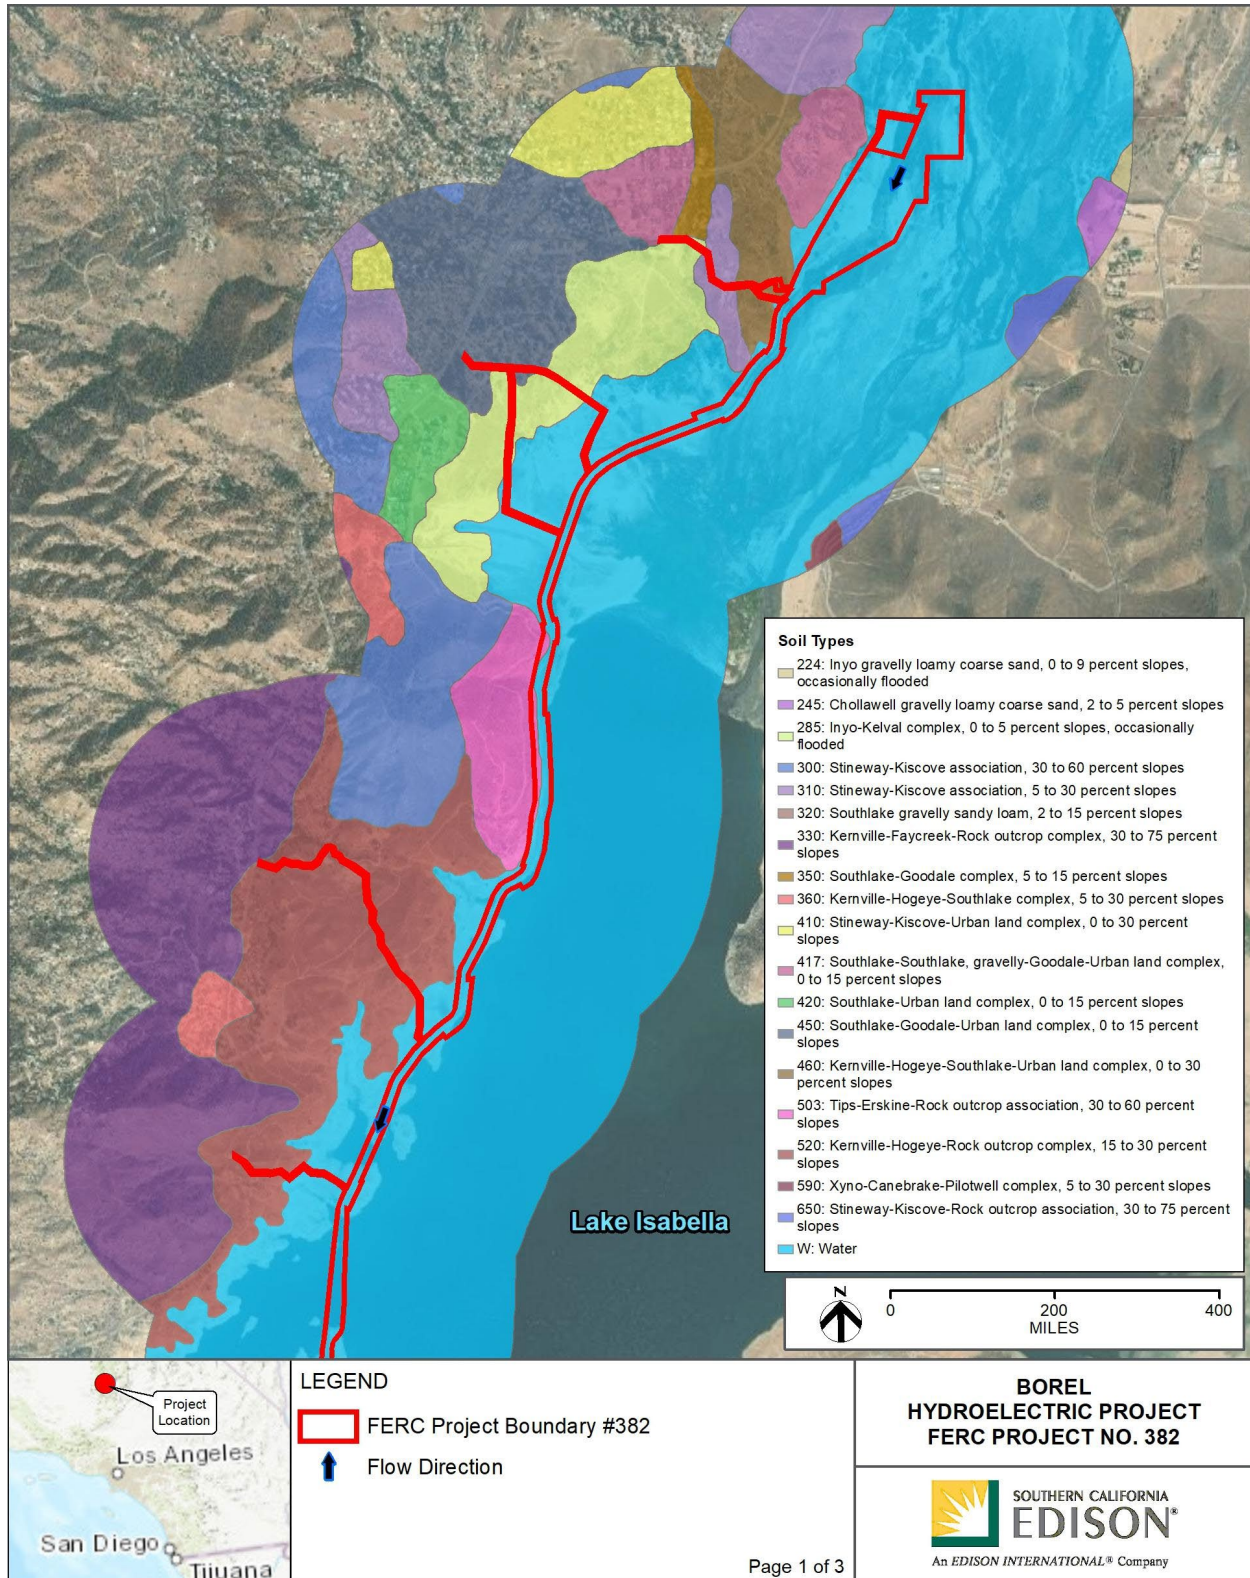 Soil Types
224: Inyo gravelly loamy coarse sand, 0 to 9 percent slopes,
occasionally flooded
245: Chollawell gravelly loamy coarse sand, 2 to 5 percent slopes
285: Inyo-Kelval complex, 0 to 5 percent slopes, occasionally
flooded
300: Stineway-Kiscove association, 30 to 60 percent slopes
310: Stineway-Kiscove association, 5 to 30 percent slopes
320: Southlake gravelly sandy loam, 2 to 15 percent slopes
330: Kernville-Faycreek-Rock outcrop complex, 30 to 75 percent
slopes
350: Southlake-Goodale complex, 5 to 15 percent slopes
360: Kernville-Hogeye-Southlake complex, 5 to 30 percent slopes
410: Stineway-Kiscove-Urban land complex, 0 to 30 percent
slopes
417: Southlake-Southlake, gravelly-Goodale-Urban land complex,
0 to 15 percent slopes
420: Southlake-Urban land complex, 0 to 15 percent slopes
450: Southlake-Goodale-Urban land complex, 0 to 15 percent
slopes
460: Kernville-Hogeye-Southlake-Urban land complex, 0 to 30
percent slopes
503: Tips-Erskine-Rock outcrop association, 30 to 60 percent
slopes
520: Kernville-Hogeye-Rock outcrop complex, 15 to 30 percent
slopes
590: Xyno-Canebrake-Pilotwell complex, 5 to 30 percent slopes
650: Stineway-Kiscove-Rock outcrop association, 30 to 75 percent
slopes
W: Water
Lake Isabella
N
0 200 400
MILES
Project
Location
Los Angeles
San Diego
Tijuana
LEGEND
FERC Project Boundary #382
Flow Direction
Page 1 of 3
BOREL
HYDROELECTRIC PROJECT
FERC PROJECT NO. 382
SOUTHERN CALIFORNIA
EDISON®
An EDISON INTERNATIONAL® Company